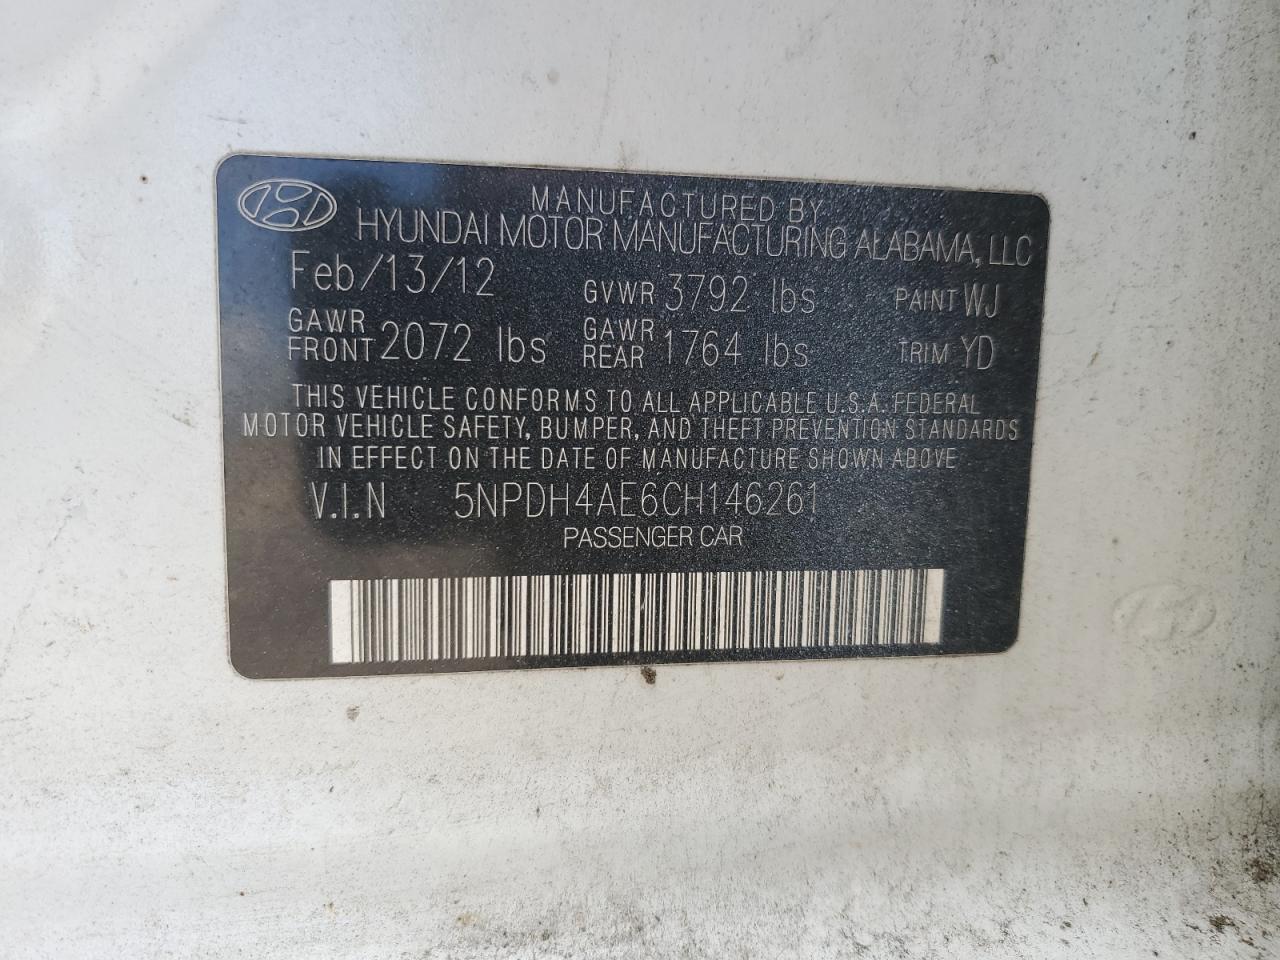 MANUFACTURED BY
HYUNDAI MOTOR MANUFACTURING ALABAMA, LLC
Feb/13/12 GVWR 3792 lbs PAINT WJ
GAWR FRONT 2072 lbs GAWR REAR 1764 lbs TRIM YD
THIS VEHICLE CONFORMS TO ALL APPLICABLE U.S.A. FEDERAL
MOTOR VEHICLE SAFETY, BUMPER, AND THEFT PREVENTION STANDARDS
IN EFFECT ON THE DATE OF MANUFACTURE SHOWN ABOVE
V.I.N 5NPDH4AE6CH146261
PASSENGER CAR